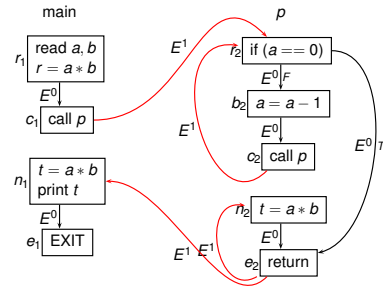 main
p
r₁
read a, b
r = a * b
E⁰
c₁
call p
n₁
t = a * b
print t
E⁰
e₁
EXIT
E¹
r₂
if (a == 0)
E⁰ F
b₂
a = a − 1
E⁰
c₂
call p
E¹
E⁰ T
n₂
t = a * b
E⁰
e₂
return
E¹
E¹